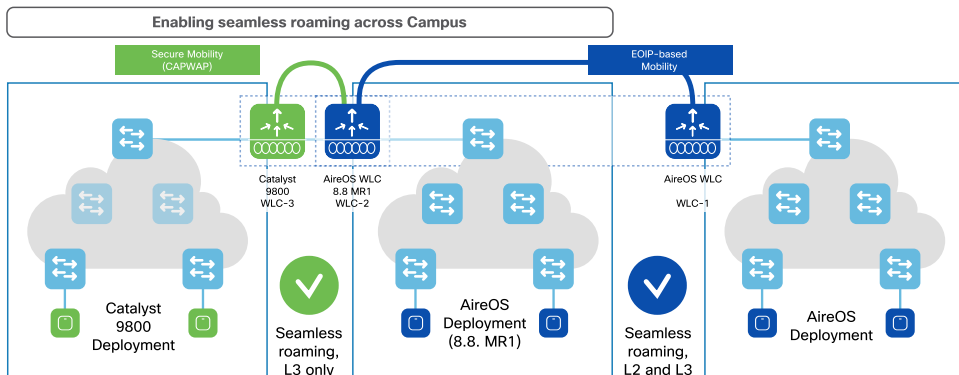 Enabling seamless roaming across Campus
Secure Mobility
(CAPWAP)
EOIP-based
Mobility
Catalyst
9800
WLC-3
AireOS WLC
8.8 MR1
WLC-2
AireOS WLC
WLC-1
Catalyst
9800
Deployment
Seamless
roaming,
L3 only
AireOS
Deployment
(8.8. MR1)
Seamless
roaming,
L2 and L3
AireOS
Deployment